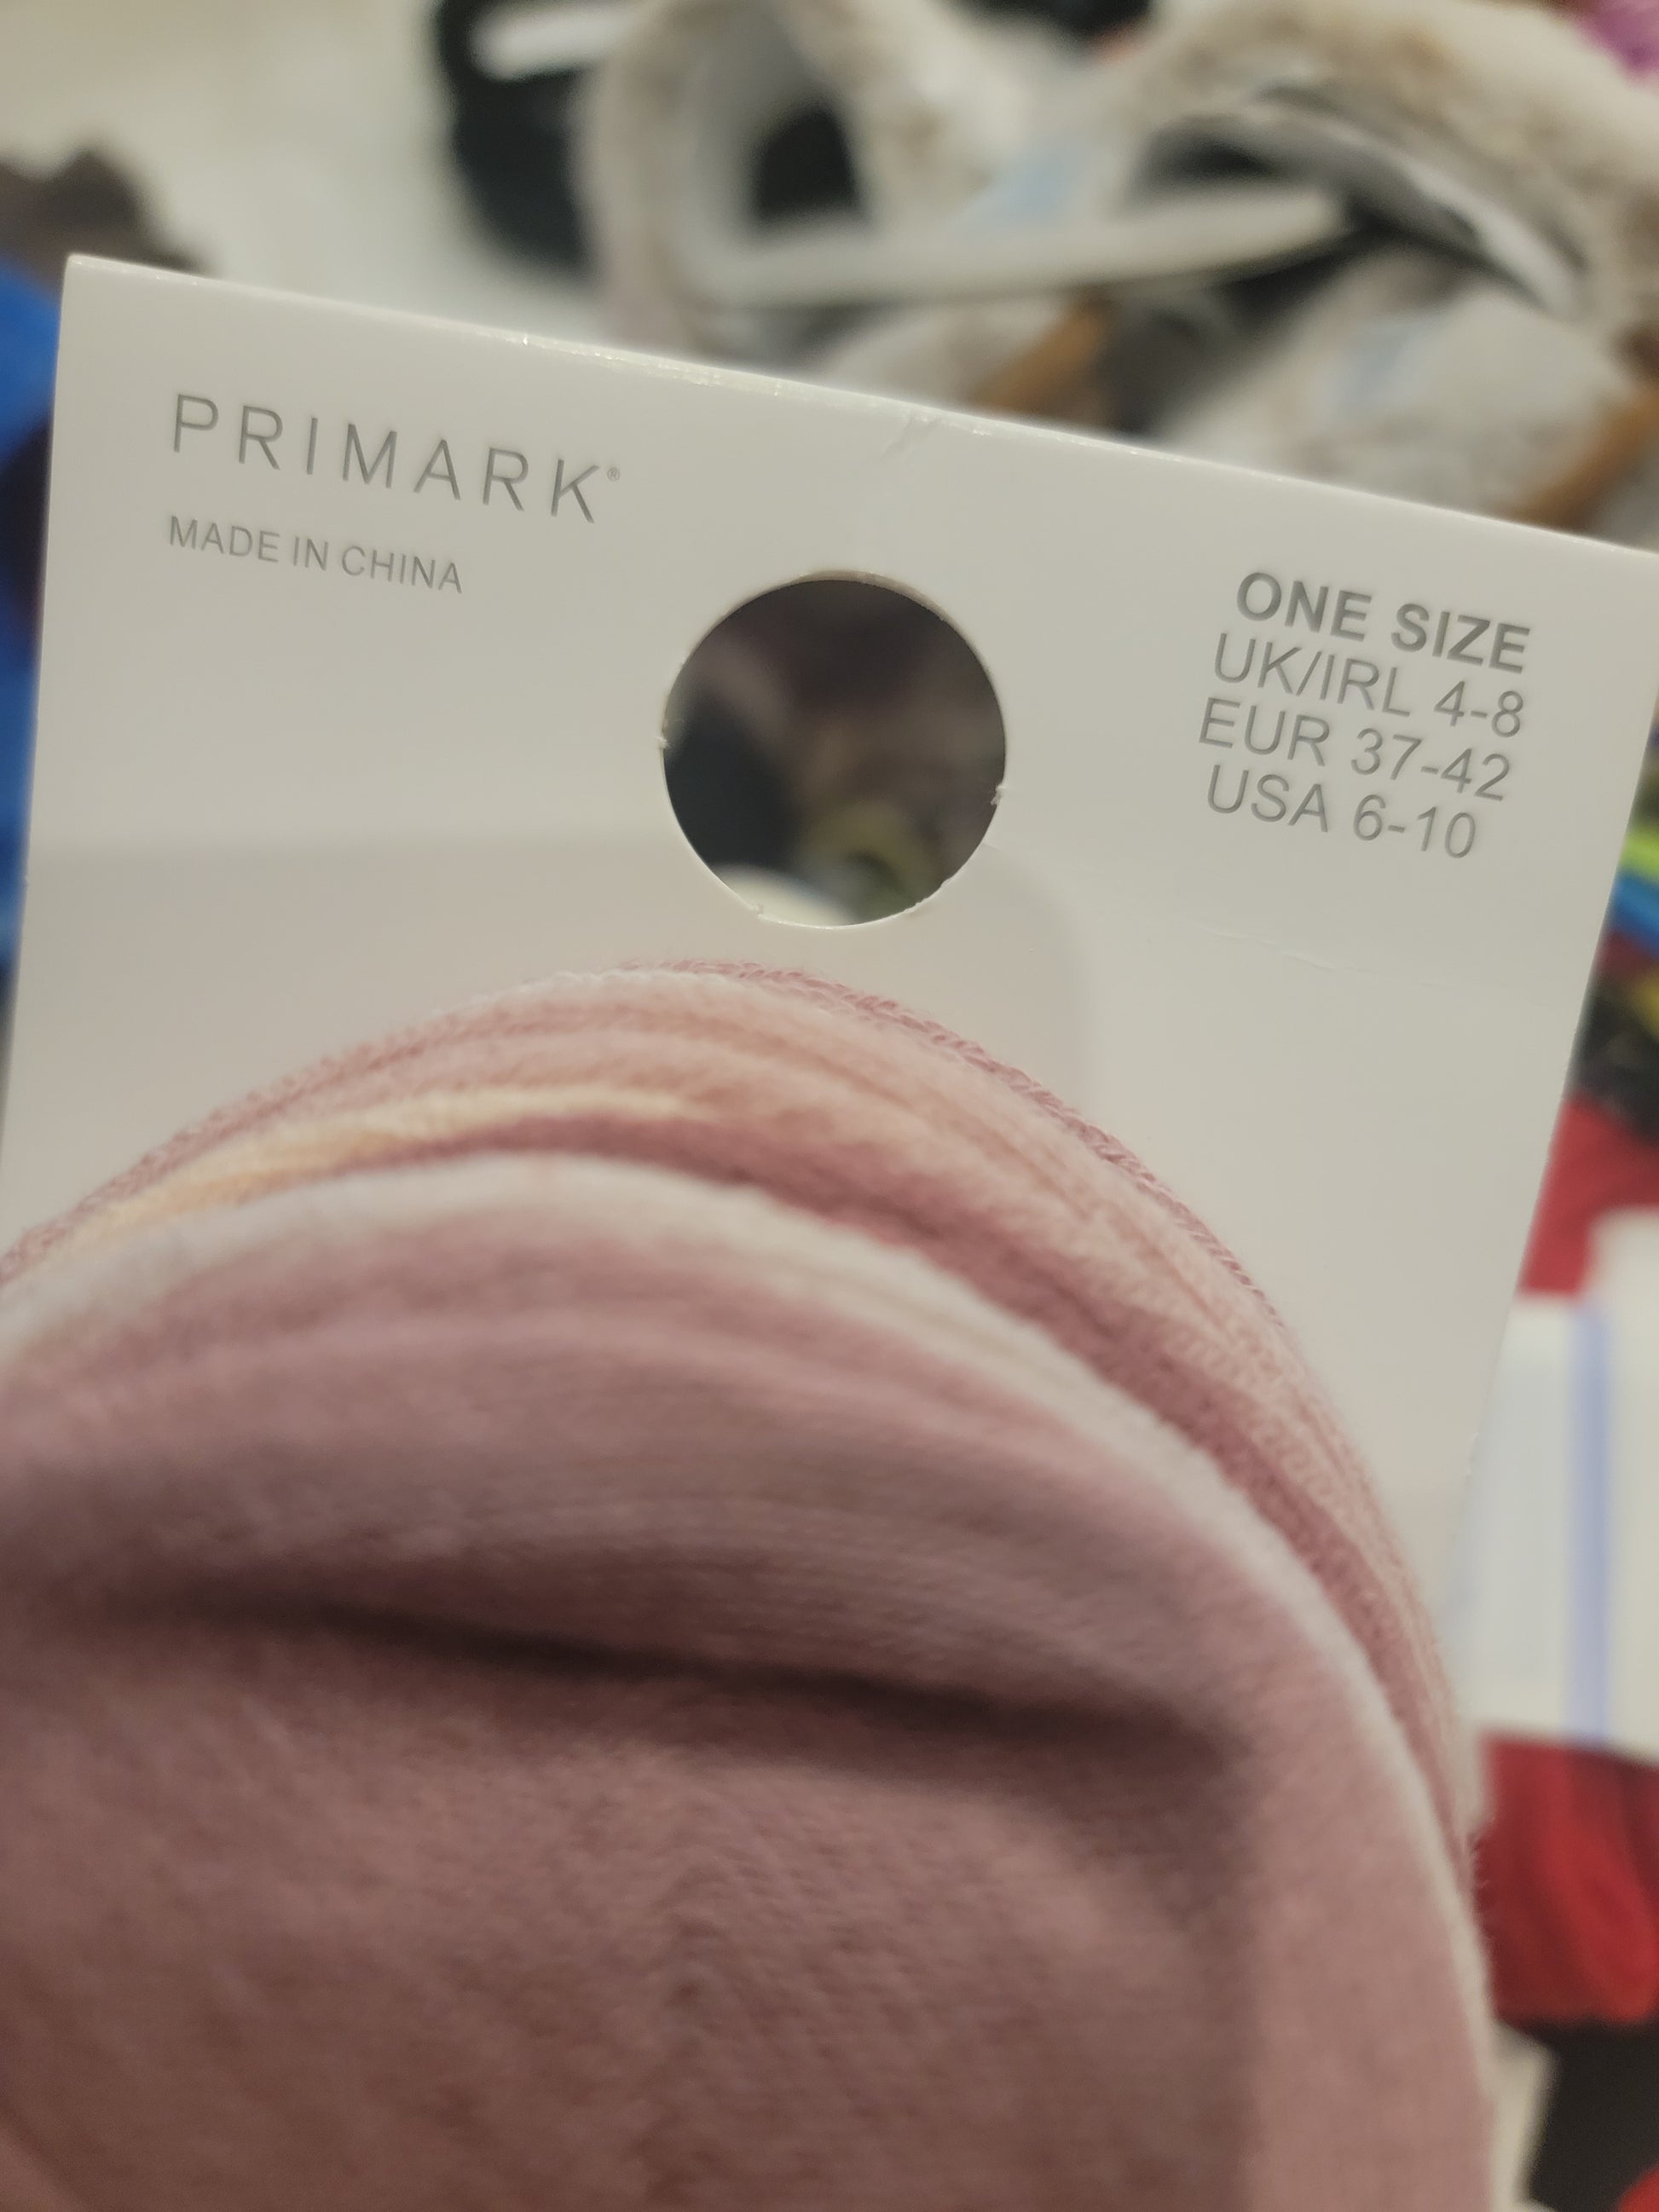 PRIMARK®
MADE IN CHINA
ONE SIZE
UK/IRL 4-8
EUR 37-42
USA 6-10